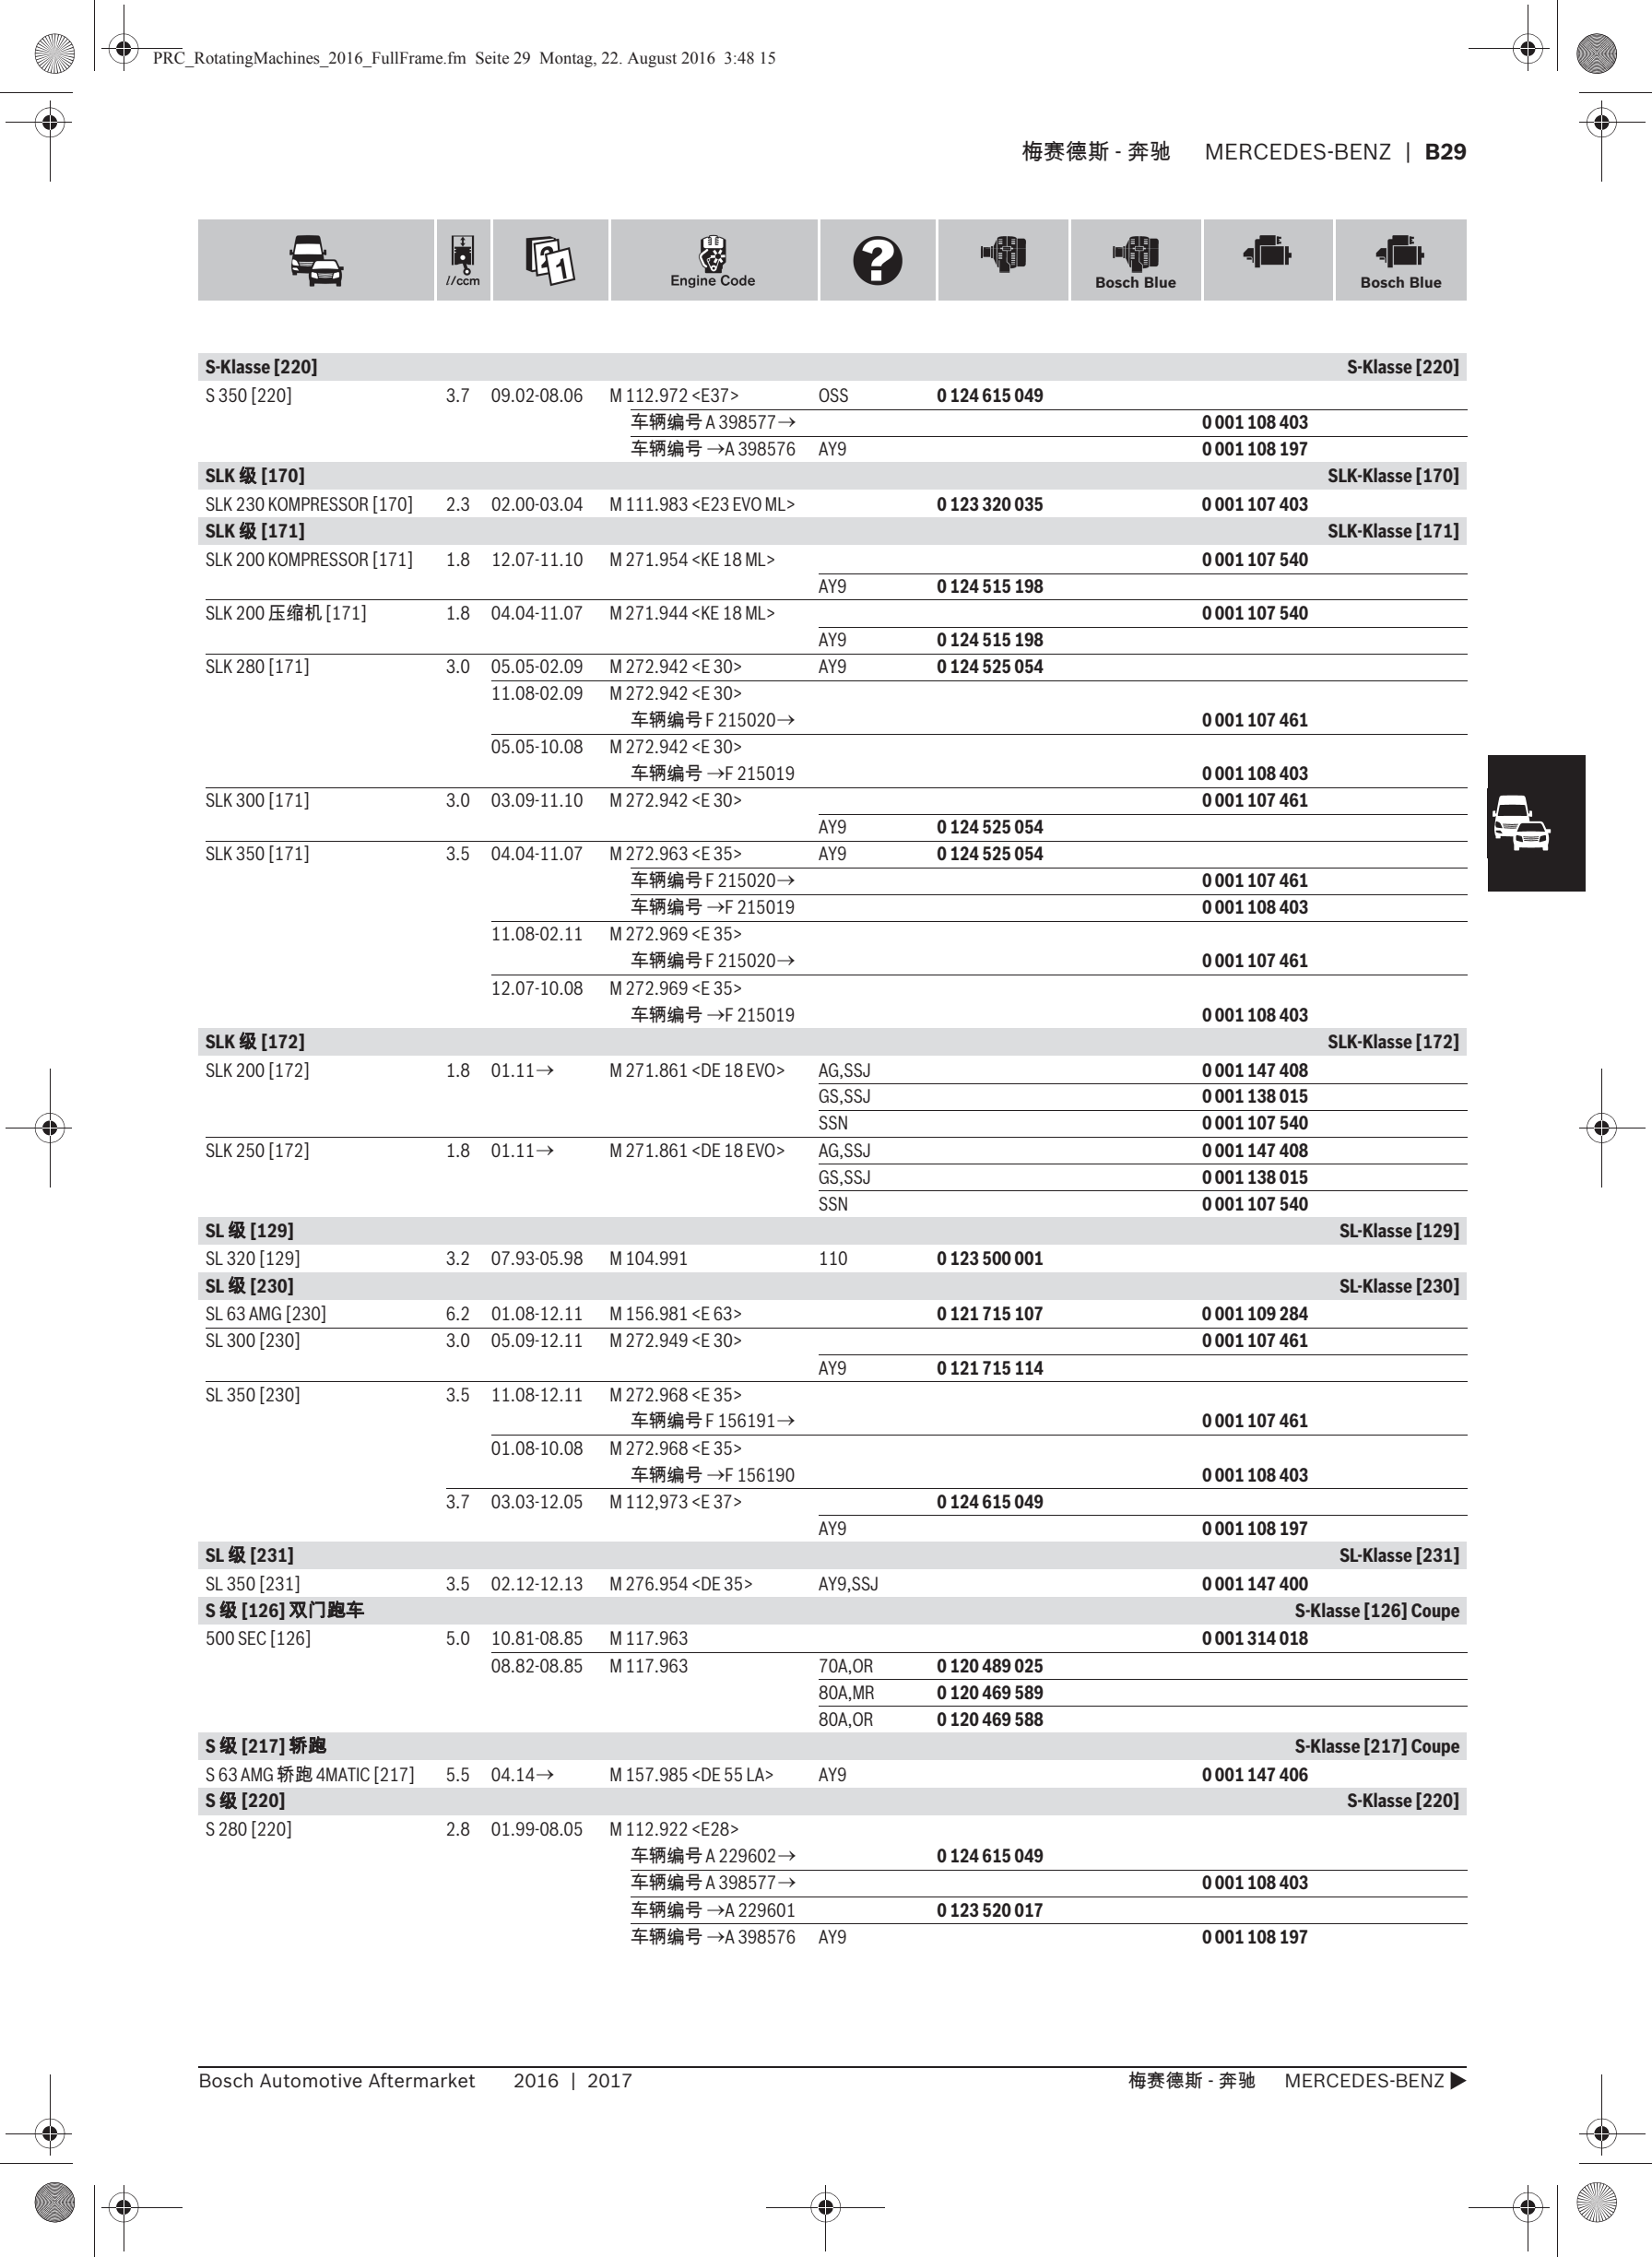 PRC_RotatingMachines_2016_FullFrame.fm Seite 29 Montag, 22. August 2016 3:48 15
梅赛德斯 - 奔驰 MERCEDES-BENZ | B29
l/ccm 2 1 Engine Code ? Bosch Blue Bosch Blue
S-Klasse [220] S-Klasse [220]
S 350 [220] 3.7 09.02-08.06 M 112.972 <E37> OSS 0 124 615 049
车辆编号 A 398577→ 0 001 108 403
车辆编号 →A 398576 AY9 0 001 108 197
SLK 级 [170] SLK-Klasse [170]
SLK 230 KOMPRESSOR [170] 2.3 02.00-03.04 M 111.983 <E23 EVO ML> 0 123 320 035 0 001 107 403
SLK 级 [171] SLK-Klasse [171]
SLK 200 KOMPRESSOR [171] 1.8 12.07-11.10 M 271.954 <KE 18 ML> 0 001 107 540
AY9 0 124 515 198
SLK 200 压缩机 [171] 1.8 04.04-11.07 M 271.944 <KE 18 ML> 0 001 107 540
AY9 0 124 515 198
SLK 280 [171] 3.0 05.05-02.09 M 272.942 <E 30> AY9 0 124 525 054
11.08-02.09 M 272.942 <E 30>
车辆编号 F 215020→ 0 001 107 461
05.05-10.08 M 272.942 <E 30>
车辆编号 →F 215019 0 001 108 403
SLK 300 [171] 3.0 03.09-11.10 M 272.942 <E 30> 0 001 107 461
AY9 0 124 525 054
SLK 350 [171] 3.5 04.04-11.07 M 272.963 <E 35> AY9 0 124 525 054
车辆编号 F 215020→ 0 001 107 461
车辆编号 →F 215019 0 001 108 403
11.08-02.11 M 272.969 <E 35>
车辆编号 F 215020→ 0 001 107 461
12.07-10.08 M 272.969 <E 35>
车辆编号 →F 215019 0 001 108 403
SLK 级 [172] SLK-Klasse [172]
SLK 200 [172] 1.8 01.11→ M 271.861 <DE 18 EVO> AG,SSJ 0 001 147 408
GS,SSJ 0 001 138 015
SSN 0 001 107 540
SLK 250 [172] 1.8 01.11→ M 271.861 <DE 18 EVO> AG,SSJ 0 001 147 408
GS,SSJ 0 001 138 015
SSN 0 001 107 540
SL 级 [129] SL-Klasse [129]
SL 320 [129] 3.2 07.93-05.98 M 104.991 110 0 123 500 001
SL 级 [230] SL-Klasse [230]
SL 63 AMG [230] 6.2 01.08-12.11 M 156.981 <E 63> 0 121 715 107 0 001 109 284
SL 300 [230] 3.0 05.09-12.11 M 272.949 <E 30> 0 001 107 461
AY9 0 121 715 114
SL 350 [230] 3.5 11.08-12.11 M 272.968 <E 35>
车辆编号 F 156191→ 0 001 107 461
01.08-10.08 M 272.968 <E 35>
车辆编号 →F 156190 0 001 108 403
3.7 03.03-12.05 M 112,973 <E 37> 0 124 615 049
AY9 0 001 108 197
SL 级 [231] SL-Klasse [231]
SL 350 [231] 3.5 02.12-12.13 M 276.954 <DE 35> AY9,SSJ 0 001 147 400
S 级 [126] 双门跑车 S-Klasse [126] Coupe
500 SEC [126] 5.0 10.81-08.85 M 117.963 0 001 314 018
08.82-08.85 M 117.963 70A,OR 0 120 489 025
80A,MR 0 120 469 589
80A,OR 0 120 469 588
S 级 [217] 轿跑 S-Klasse [217] Coupe
S 63 AMG 轿跑 4MATIC [217] 5.5 04.14→ M 157.985 <DE 55 LA> AY9 0 001 147 406
S 级 [220] S-Klasse [220]
S 280 [220] 2.8 01.99-08.05 M 112.922 <E28>
车辆编号 A 229602→ 0 124 615 049
车辆编号 A 398577→ 0 001 108 403
车辆编号 →A 229601 0 123 520 017
车辆编号 →A 398576 AY9 0 001 108 197
Bosch Automotive Aftermarket 2016 | 2017 梅赛德斯 - 奔驰 MERCEDES-BENZ